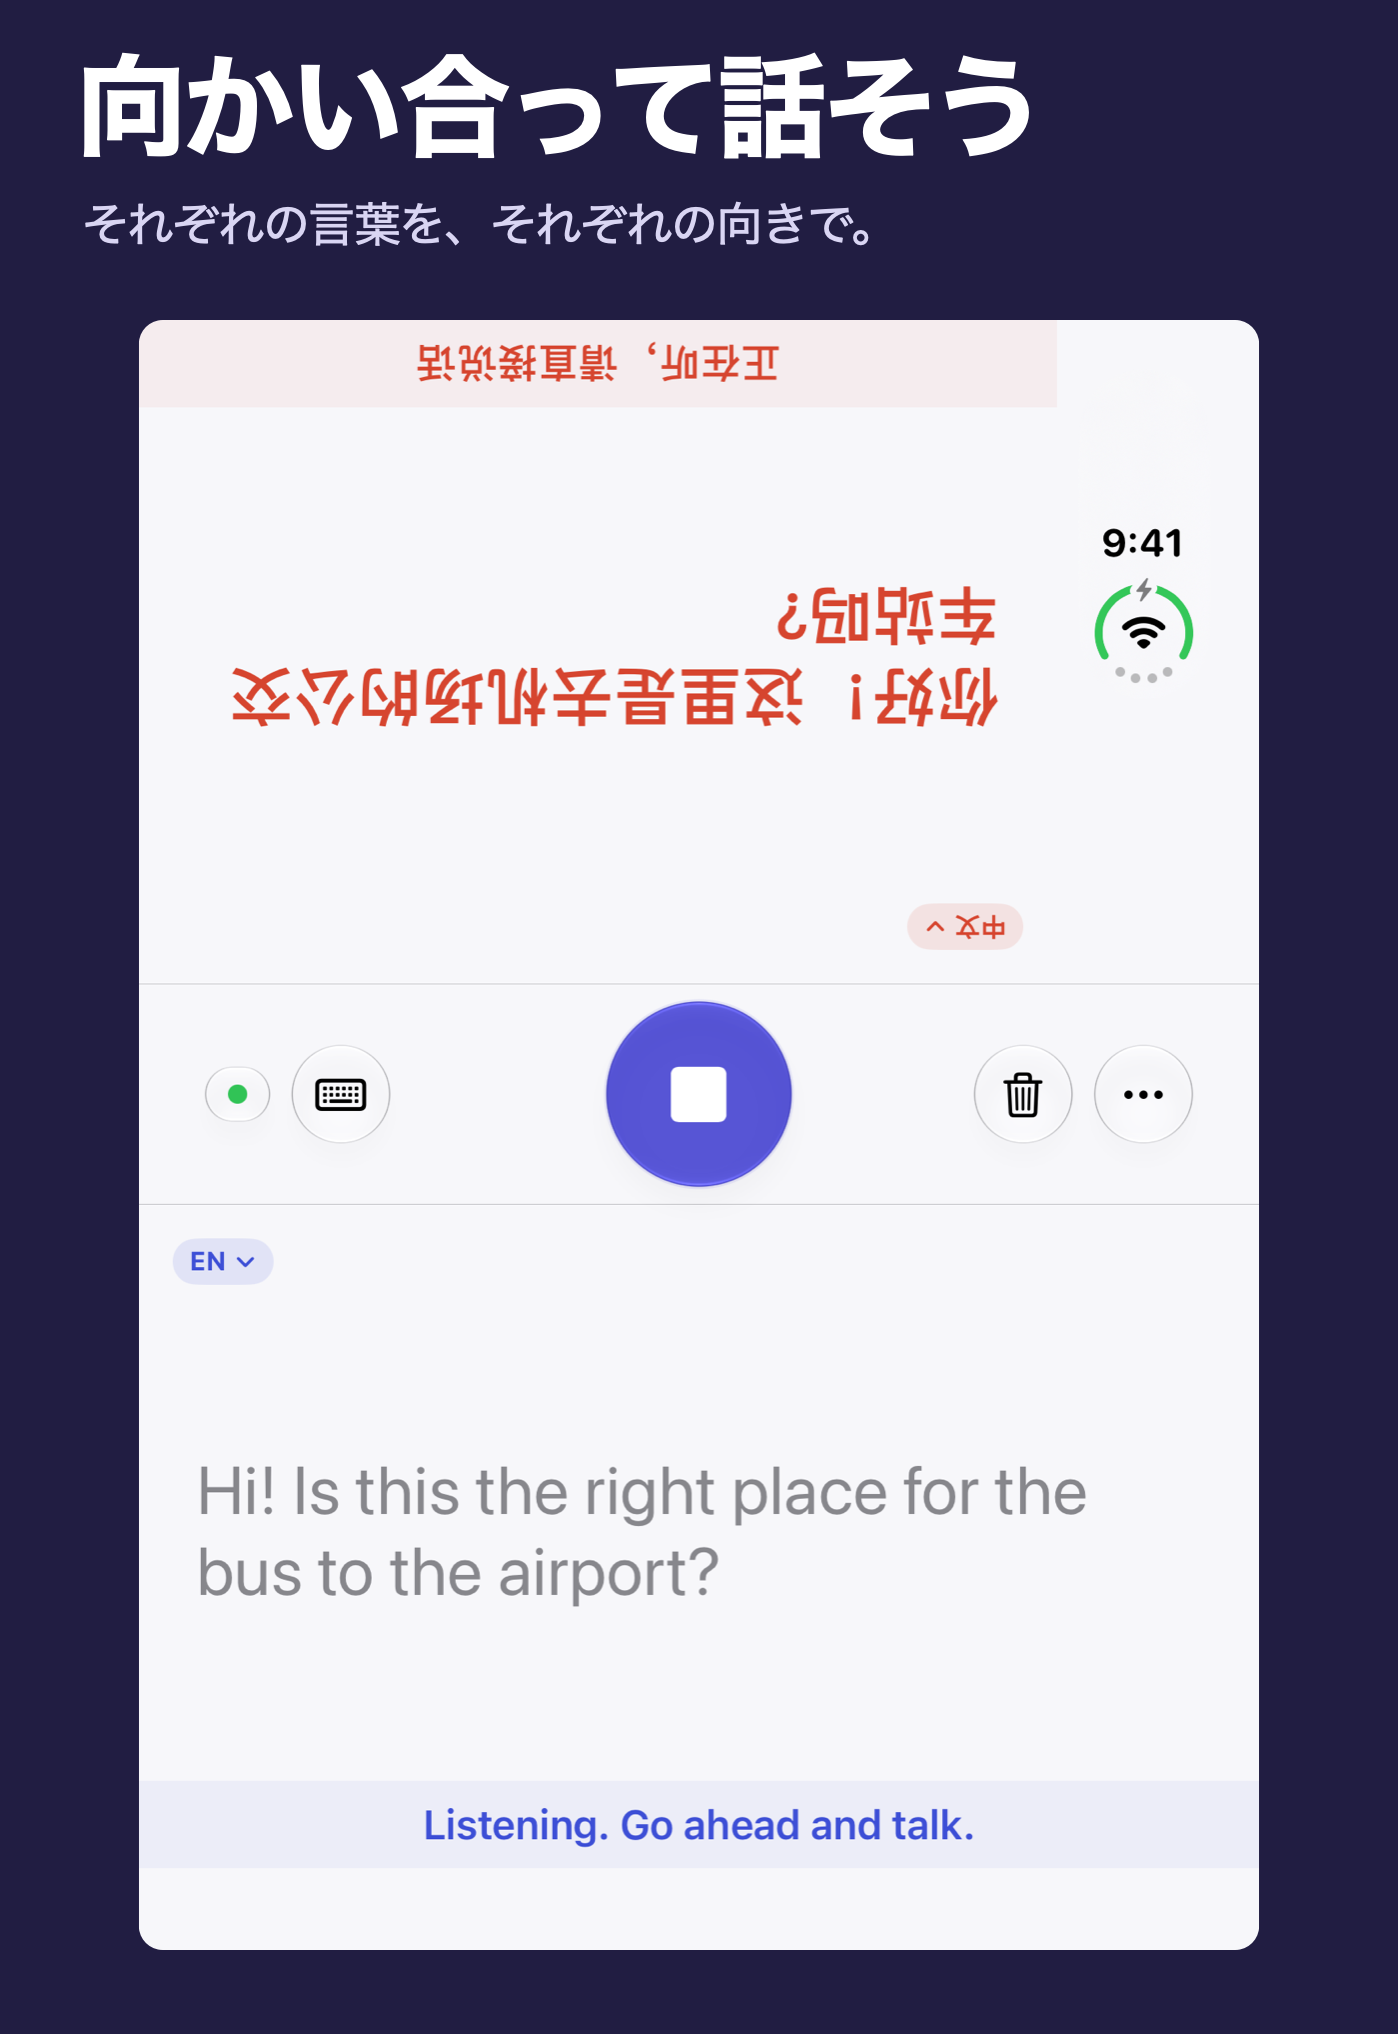 向かい合って話そう
それぞれの言葉を、それぞれの向きで。
正在听，请直接说话
9:41
你好！这里是去机场的公交
车站吗？
中文
EN
Hi! Is this the right place for the
bus to the airport?
Listening. Go ahead and talk.